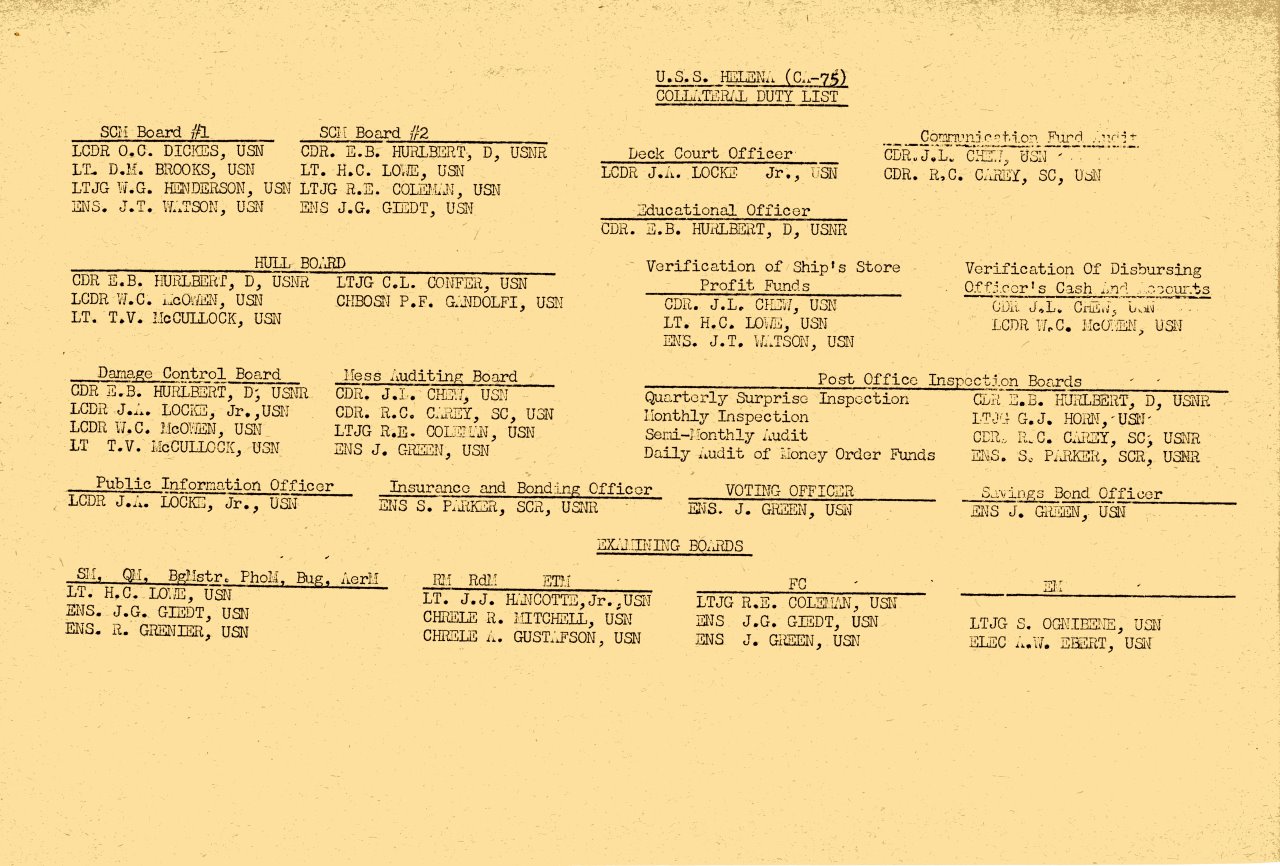 U.S.S. HELENA (CA-75)
COLLATERAL DUTY LIST
SCM Board #1
LCDR O.C. DICKES, USN
LT. D.M. BROOKS, USN
LTJG W.G. HENDERSON, USN
ENS. J.T. WATSON, USN
SCM Board #2
CDR. E.B. HURLBERT, D, USNR
LT. H.C. LOWE, USN
LTJG R.E. COLEMAN, USN
ENS J.G. GIEDT, USN
Deck Court Officer
LCDR J.A. LOCKE Jr., USN
Educational Officer
CDR. E.B. HURLBERT, D, USNR
Communication Fund Audit
CDR.J.L. CHEW, USN
CDR. R.C. CAREY, SC, USN
HULL BOARD
CDR E.B. HURLBERT, D, USNR
LCDR W.C. McOWEN, USN
LT. T.V. McCULLOCK, USN
LTJG C.L. CONFER, USN
CHBOSN P.F. GANDOLFI, USN
Verification of Ship's Store
Profit Funds
CDR. J.L. CHEW, USN
LT. H.C. LOWE, USN
ENS. J.T. WATSON, USN
Verification Of Disbursing
Officer's Cash And Accounts
CDR J.L. CHEW, USN
LCDR W.C. McOWEN, USN
Damage Control Board
CDR E.B. HURLBERT, D, USNR
LCDR J.A. LOCKE, Jr.,USN
LCDR W.C. McOWEN, USN
LT T.V. McCULLOCK, USN
Mess Auditing Board
CDR. J.L. CHEW, USN
CDR. R.C. CAREY, SC, USN
LTJG R.E. COLEMAN, USN
ENS J. GREEN, USN
Post Office Inspection Boards
Quarterly Surprise Inspection CDR E.B. HURLBERT, D, USNR
Monthly Inspection LTJG G.J. HORN, USN
Semi-Monthly Audit CDR. R.C. CAREY, SC, USNR
Daily Audit of Money Order Funds ENS. S. PARKER, SCR, USNR
Public Information Officer
LCDR J.A. LOCKE, Jr., USN
Insurance and Bonding Officer
ENS S. PARKER, SCR, USNR
VOTING OFFICER
ENS. J. GREEN, USN
Savings Bond Officer
ENS J. GREEN, USN
EXAMINING BOARDS
SM, QM, BgMstr. PhoM, Bug, AerM
LT. H.C. LOWE, USN
ENS. J.G. GIEDT, USN
ENS. R. GRENIER, USN
RM RdM ETM
LT. J.J. HANCOTTE,Jr.,USN
CHRELE R. MITCHELL, USN
CHRELE A. GUSTAFSON, USN
FC
LTJG R.E. COLEMAN, USN
ENS J.G. GIEDT, USN
ENS J. GREEN, USN
EM
LTJG S. OGNIBENE, USN
ELEC A.W. EBERT, USN